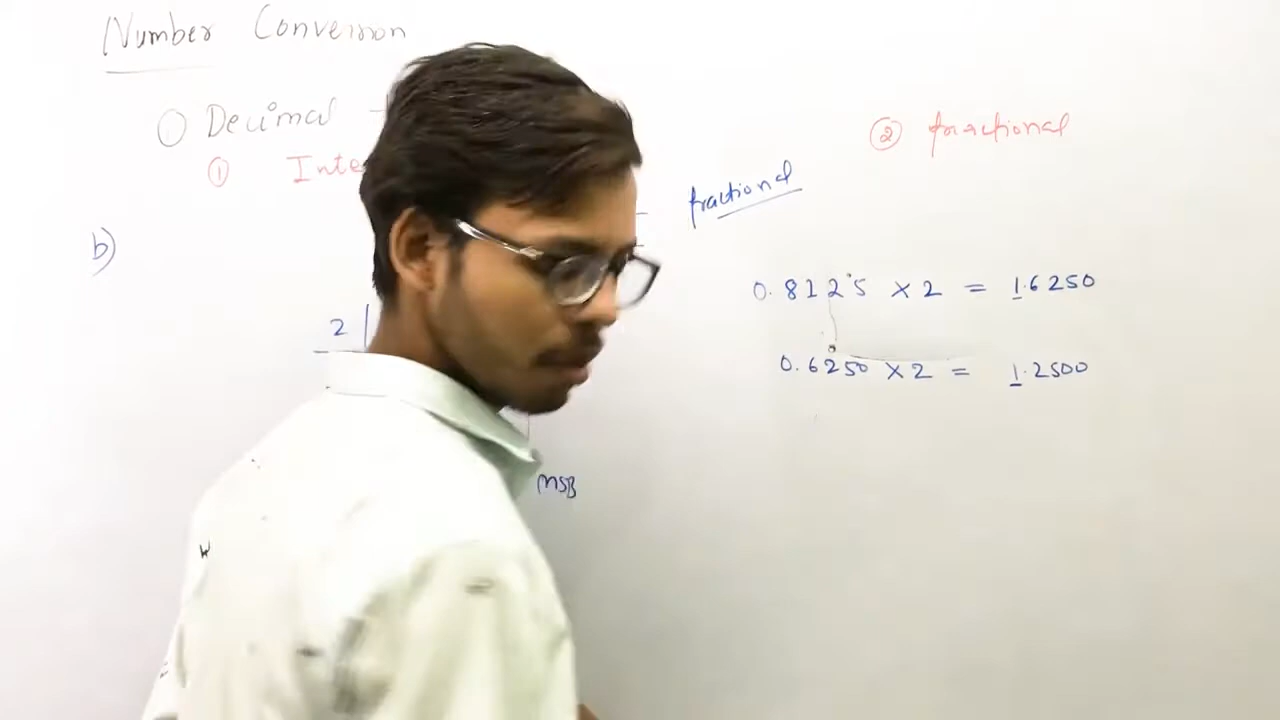 Number Conversion
① Decimal
① Inte
② fractional
fractional
b)
0.8125 × 2 = 1.6250
2
0.6250 × 2 = 1.2500
MSB